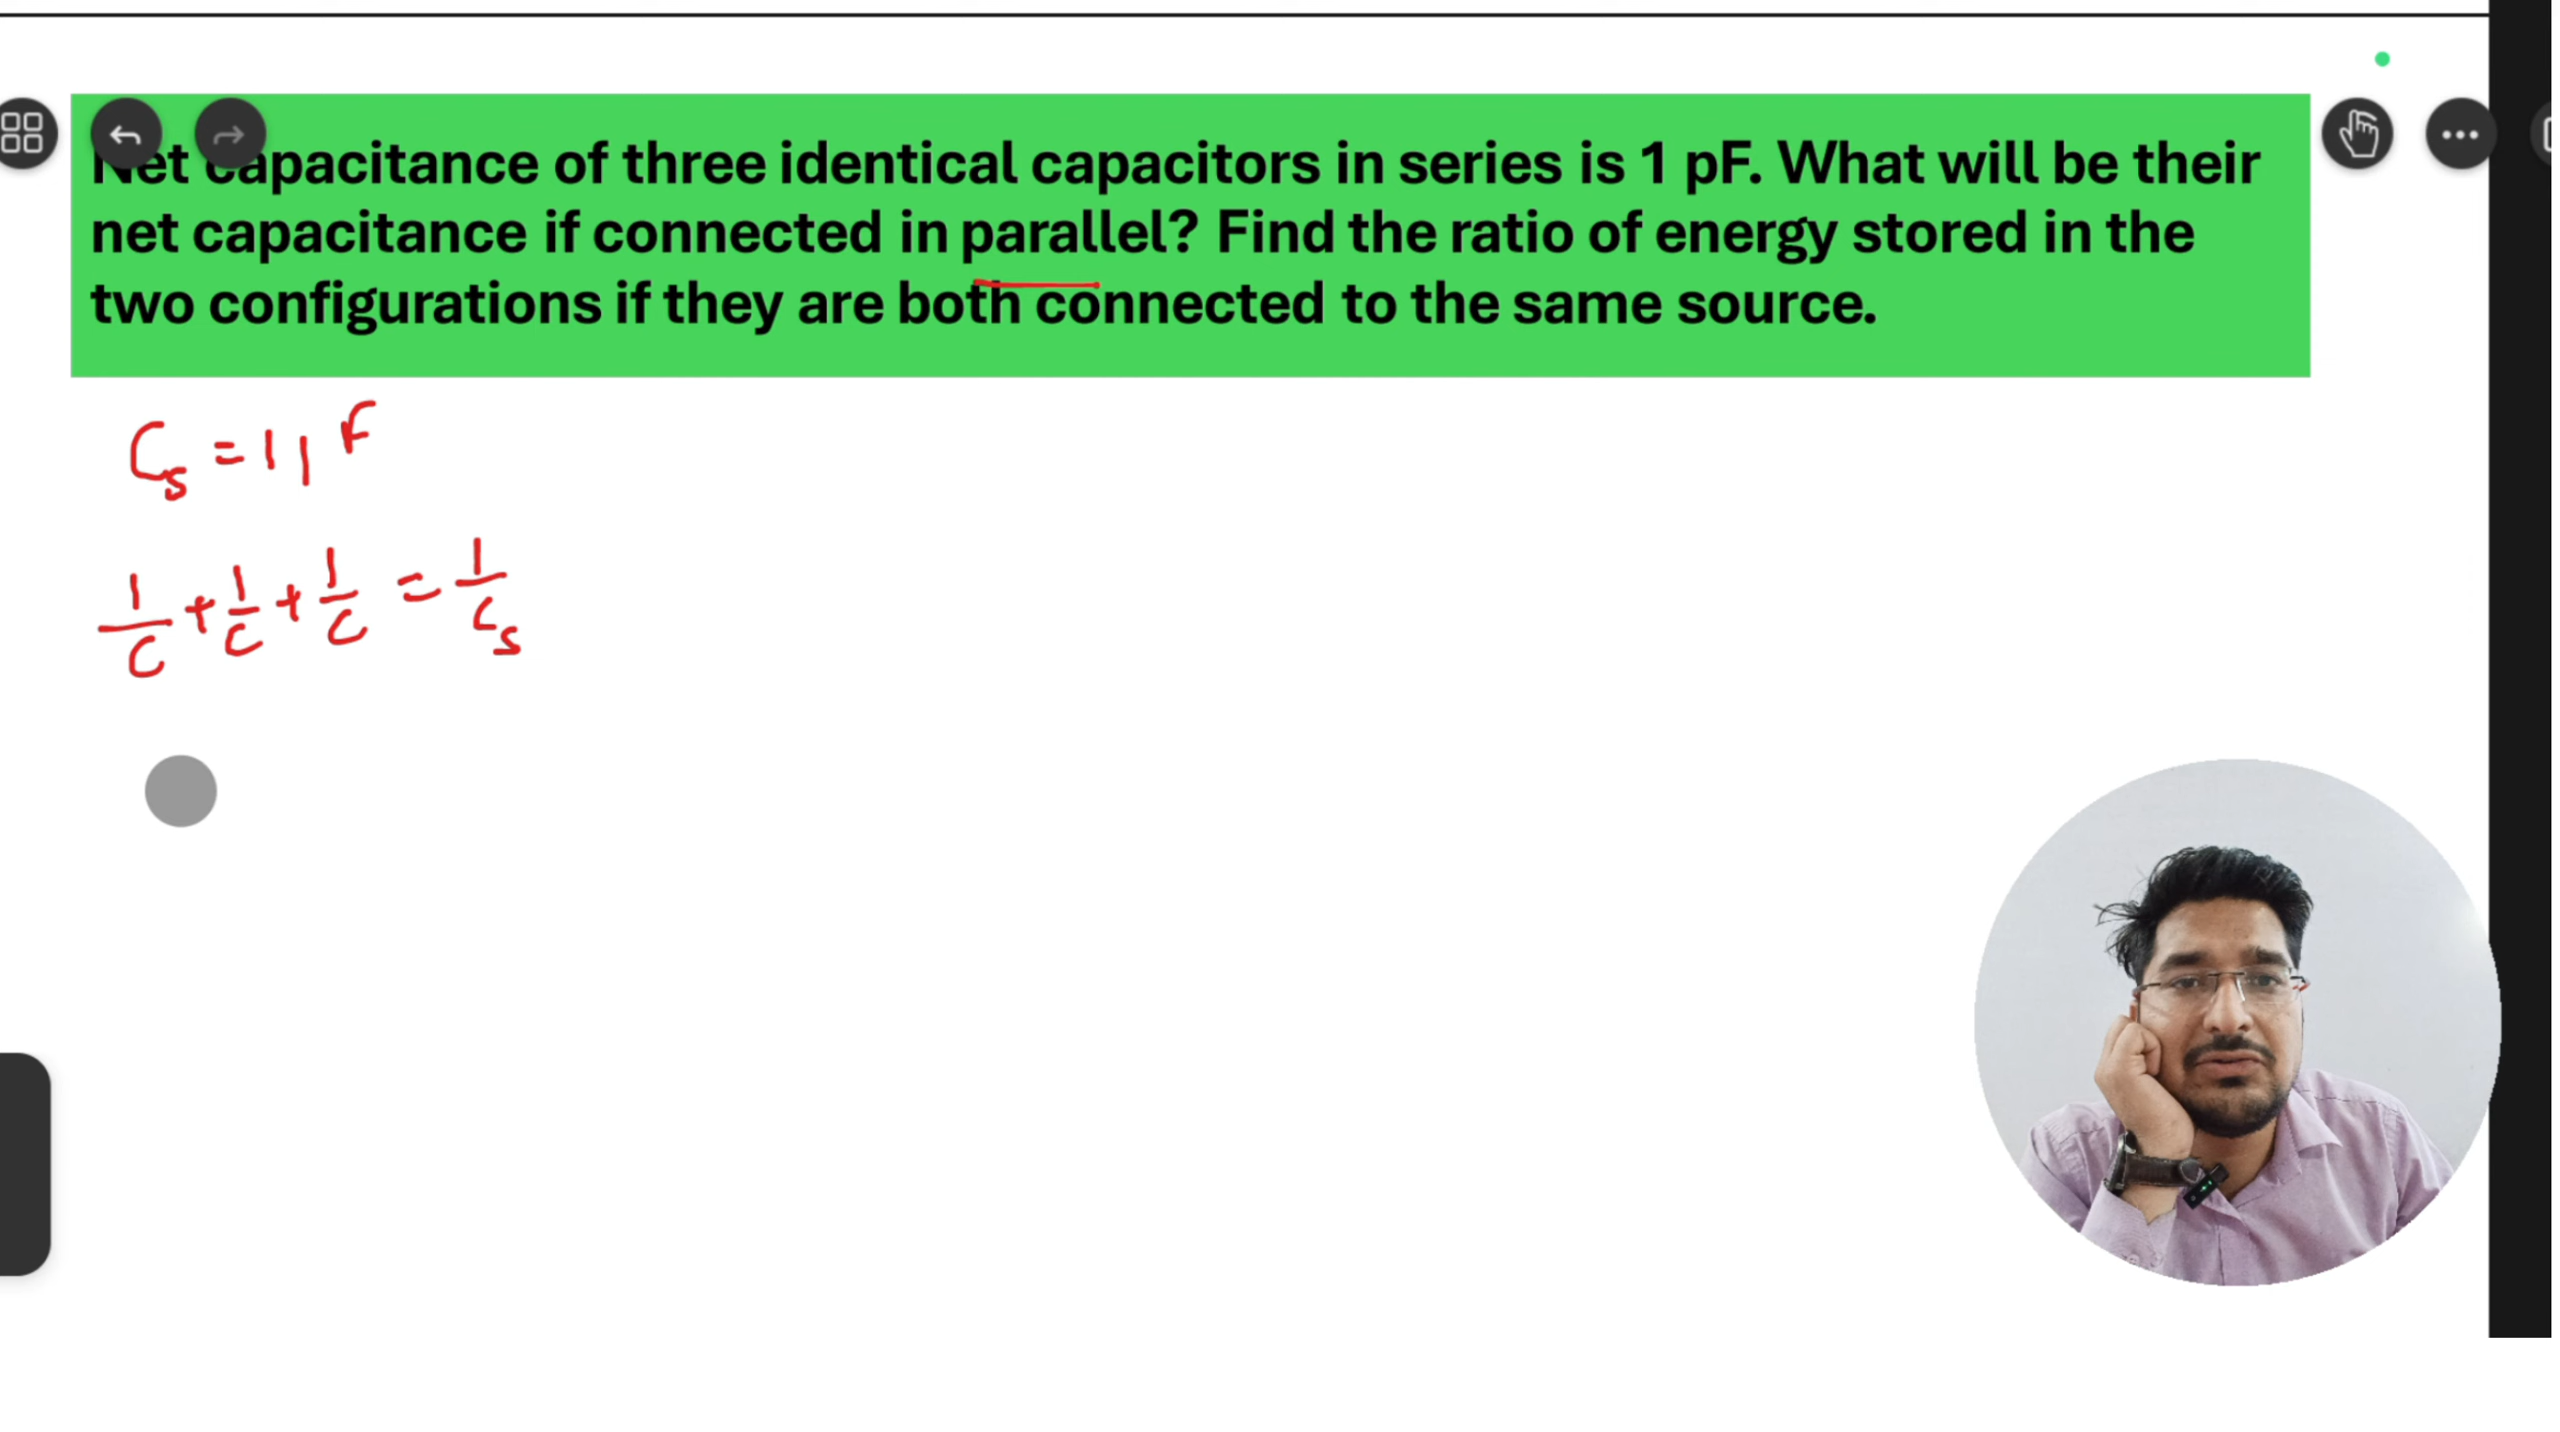 Net capacitance of three identical capacitors in series is 1 pF. What will be their
net capacitance if connected in parallel? Find the ratio of energy stored in the
two configurations if they are both connected to the same source.
Cs = 1 F
1/C + 1/C + 1/C = 1/Cs